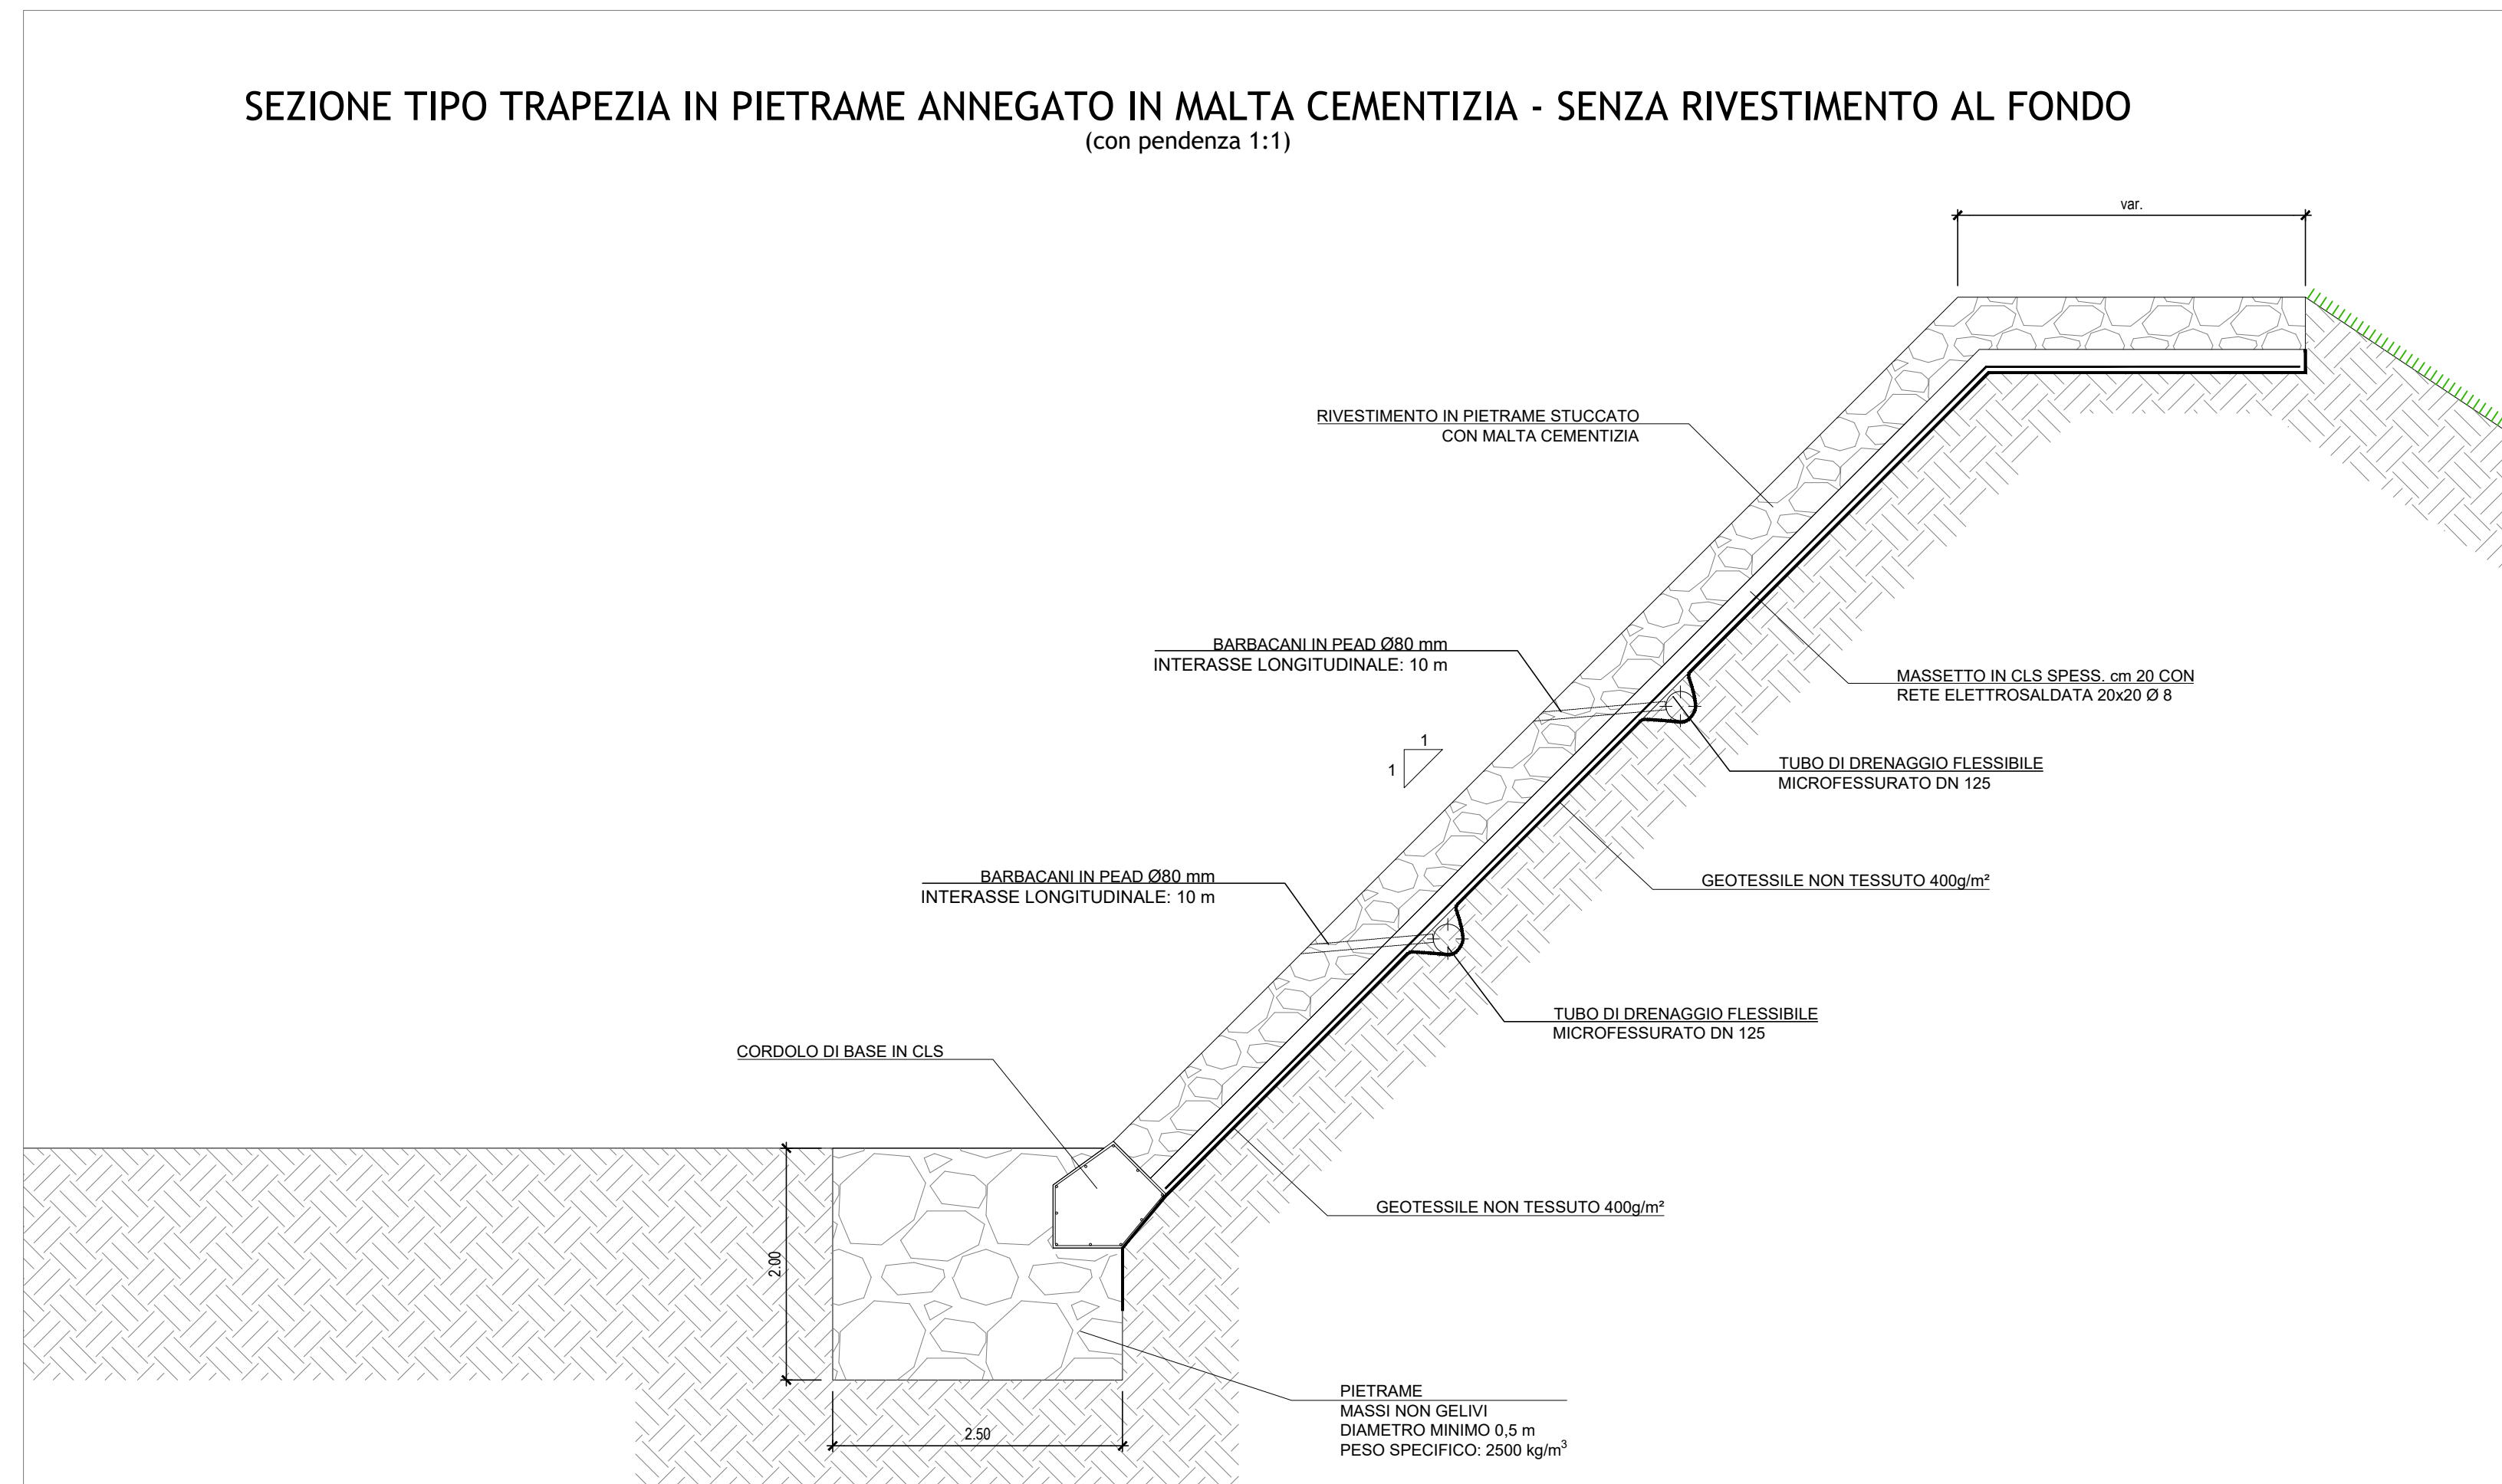 SEZIONE TIPO TRAPEZIA IN PIETRAME ANNEGATO IN MALTA CEMENTIZIA - SENZA RIVESTIMENTO AL FONDO
(con pendenza 1:1)
var.
RIVESTIMENTO IN PIETRAME STUCCATO
CON MALTA CEMENTIZIA
BARBACANI IN PEAD Ø80 mm
INTERASSE LONGITUDINALE: 10 m
MASSETTO IN CLS SPESS. cm 20 CON
RETE ELETTROSALDATA 20x20 Ø 8
1
1
TUBO DI DRENAGGIO FLESSIBILE
MICROFESSURATO DN 125
BARBACANI IN PEAD Ø80 mm
INTERASSE LONGITUDINALE: 10 m
GEOTESSILE NON TESSUTO 400g/m²
TUBO DI DRENAGGIO FLESSIBILE
MICROFESSURATO DN 125
CORDOLO DI BASE IN CLS
GEOTESSILE NON TESSUTO 400g/m²
2.00
2.50
PIETRAME
MASSI NON GELIVI
DIAMETRO MINIMO 0,5 m
PESO SPECIFICO: 2500 kg/m³